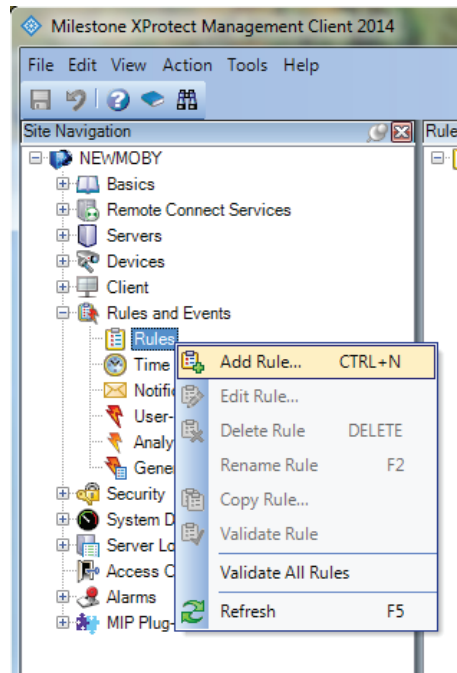 Milestone XProtect Management Client 2014
File Edit View Action Tools Help
Site Navigation
Rule
NEWMOBY
Basics
Remote Connect Services
Servers
Devices
Client
Rules and Events
Rules
Time
Notific
User-
Analy
Gener
Security
System D
Server Lo
Access C
Alarms
MIP Plug-
Add Rule... CTRL+N
Edit Rule...
Delete Rule DELETE
Rename Rule F2
Copy Rule...
Validate Rule
Validate All Rules
Refresh F5